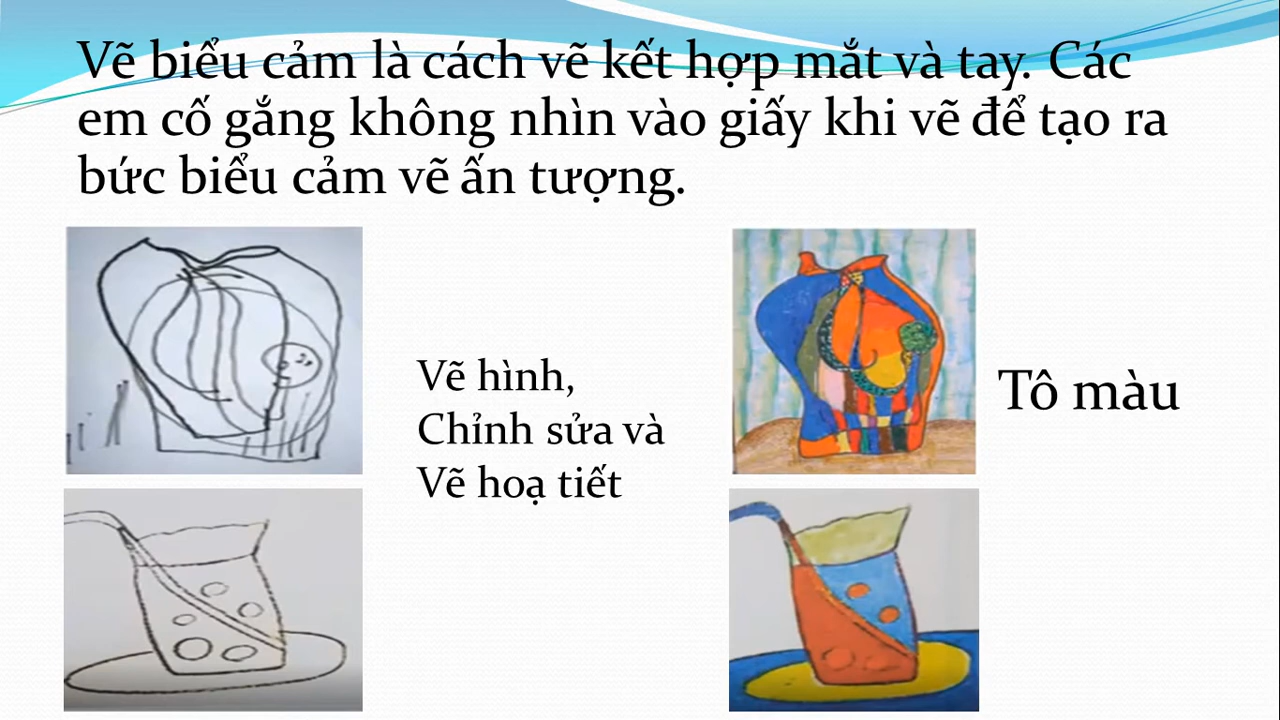 Vẽ biểu cảm là cách vẽ kết hợp mắt và tay. Các
em cố gắng không nhìn vào giấy khi vẽ để tạo ra
bức biểu cảm vẽ ấn tượng.
Vẽ hình,
Chỉnh sửa và
Vẽ hoạ tiết
Tô màu